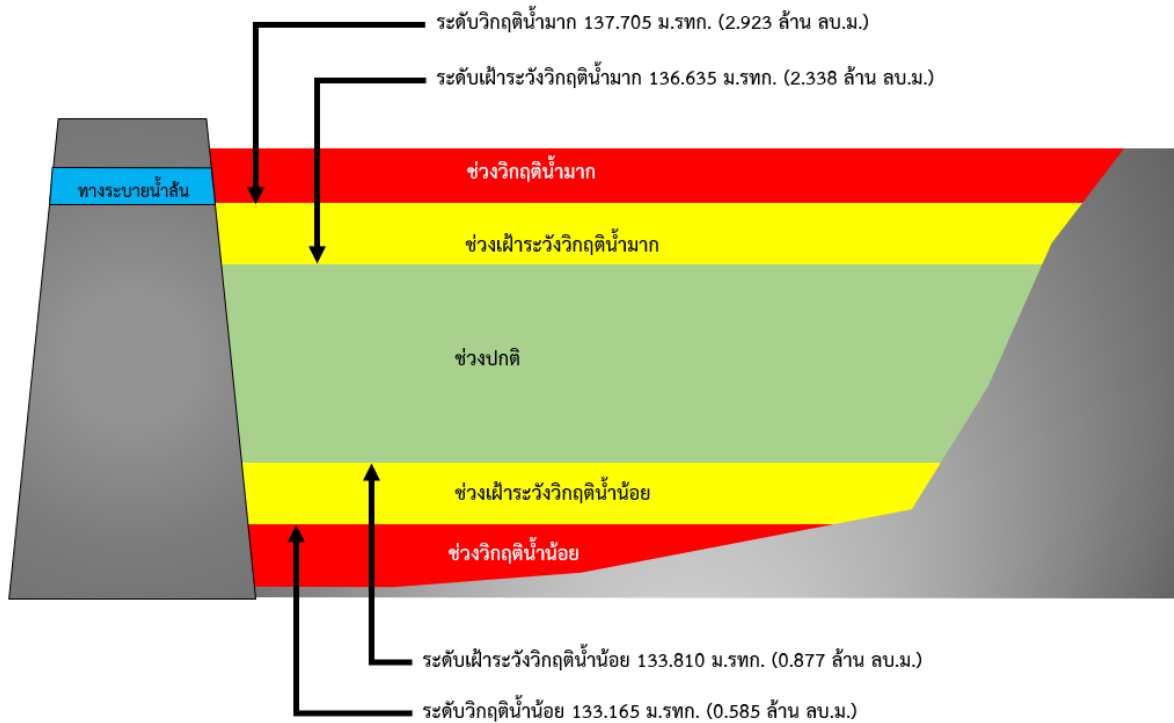 ระดับวิกฤติน้ำมาก 137.705 ม.รทก. (2.923 ล้าน ลบ.ม.)
ระดับเฝ้าระวังวิกฤติน้ำมาก 136.635 ม.รทก. (2.338 ล้าน ลบ.ม.)
ช่วงวิกฤติน้ำมาก
ทางระบายน้ำล้น
ช่วงเฝ้าระวังวิกฤติน้ำมาก
ช่วงปกติ
ช่วงเฝ้าระวังวิกฤติน้ำน้อย
ช่วงวิกฤติน้ำน้อย
ระดับเฝ้าระวังวิกฤติน้ำน้อย 133.810 ม.รทก. (0.877 ล้าน ลบ.ม.)
ระดับวิกฤติน้ำน้อย 133.165 ม.รทก. (0.585 ล้าน ลบ.ม.)